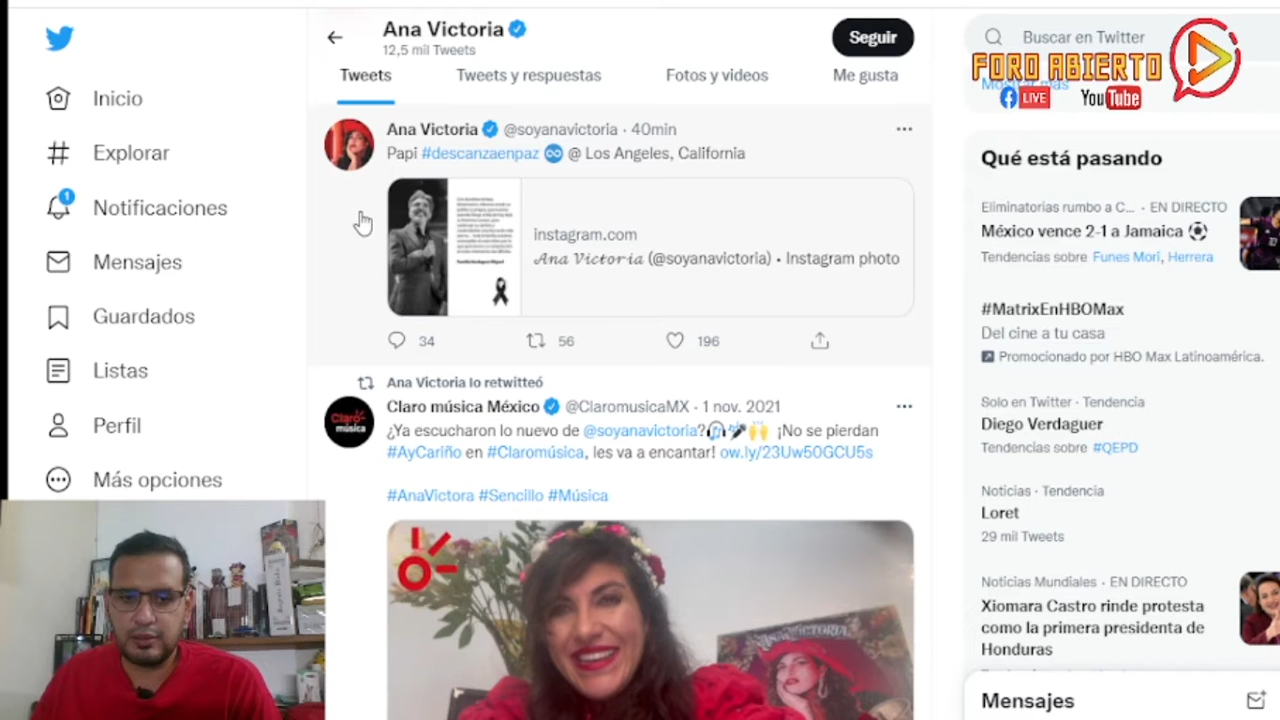 Ana Victoria
12,5 mil Tweets
Seguir
Buscar en Twitter
FORO ABIERTO
Mostrar más
LIVE
YouTube
Tweets
Tweets y respuestas
Fotos y videos
Me gusta
Inicio
Explorar
1
Notificaciones
Mensajes
Guardados
Listas
Perfil
Más opciones
Ana Victoria @soyanavictoria · 40min
Papi #descanzaenpaz @ Los Angeles, California
instagram.com
Ana Victoria (@soyanavictoria) • Instagram photo
34
56
196
Ana Victoria lo retwitteó
Claro música México @ClaromusicaMX · 1 nov. 2021
Claro música
¿Ya escucharon lo nuevo de @soyanavictoria?🎧🎤🙌 ¡No se pierdan
#AyCariño en #Claromúsica, les va a encantar! ow.ly/23Uw50GCU5s
#AnaVictora #Sencillo #Música
ANA VICTORIA
Qué está pasando
Eliminatorias rumbo a C... · EN DIRECTO
México vence 2-1 a Jamaica ⚽
Tendencias sobre Funes Mori, Herrera
#MatrixEnHBOMax
Del cine a tu casa
Promocionado por HBO Max Latinoamérica.
Solo en Twitter · Tendencia
Diego Verdaguer
Tendencias sobre #QEPD
Noticias · Tendencia
Loret
29 mil Tweets
Noticias Mundiales · EN DIRECTO
Xiomara Castro rinde protesta
como la primera presidenta de
Honduras
Mensajes